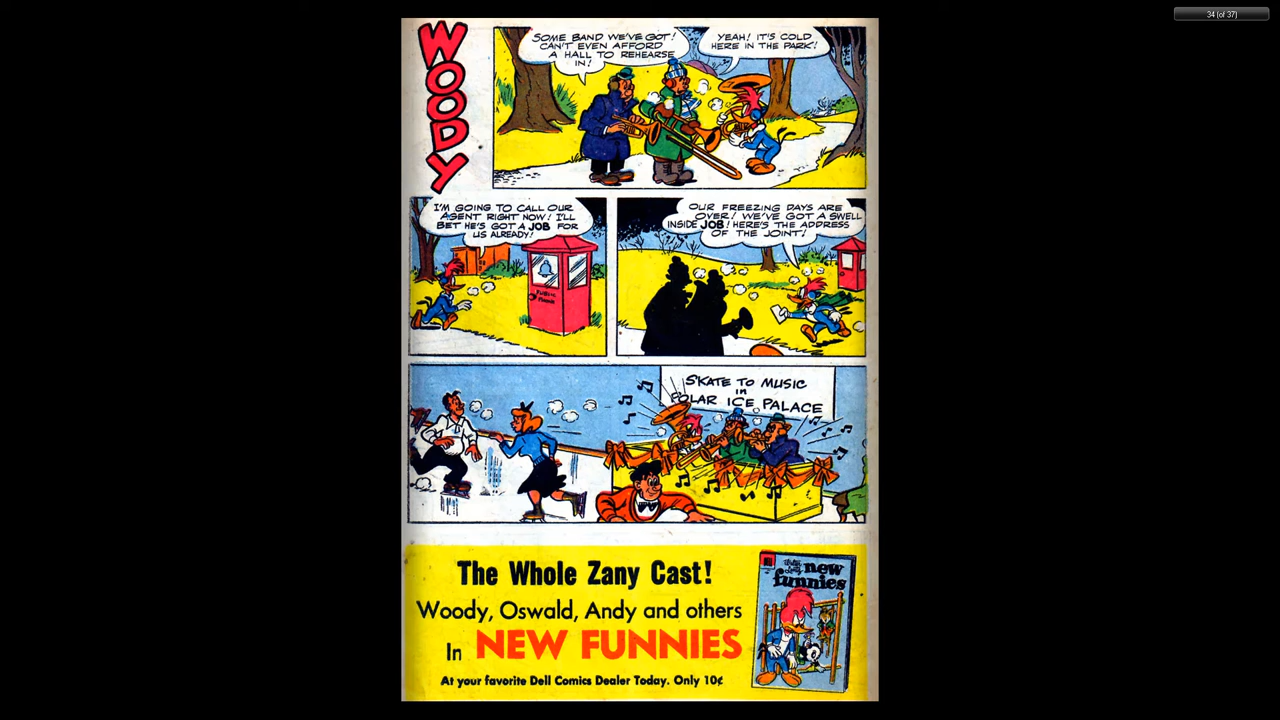 34 (of 37)
WOODY
SOME BAND WE'VE GOT!
CAN'T EVEN AFFORD
A HALL TO REHEARSE
IN!
YEAH! IT'S COLD
HERE IN THE PARK!
I'M GOING TO CALL OUR
AGENT RIGHT NOW! I'LL
BET HE'S GOT A JOB FOR
US ALREADY!
PUBLIC
PHONE
OUR FREEZING DAYS ARE
OVER! WE'VE GOT A SWELL
INSIDE JOB! HERE'S THE ADDRESS
OF THE JOINT!
SKATE TO MUSIC
IN
POLAR ICE PALACE
The Whole Zany Cast!
Woody, Oswald, Andy and others
In NEW FUNNIES
At your favorite Dell Comics Dealer Today. Only 10¢
new
funnies